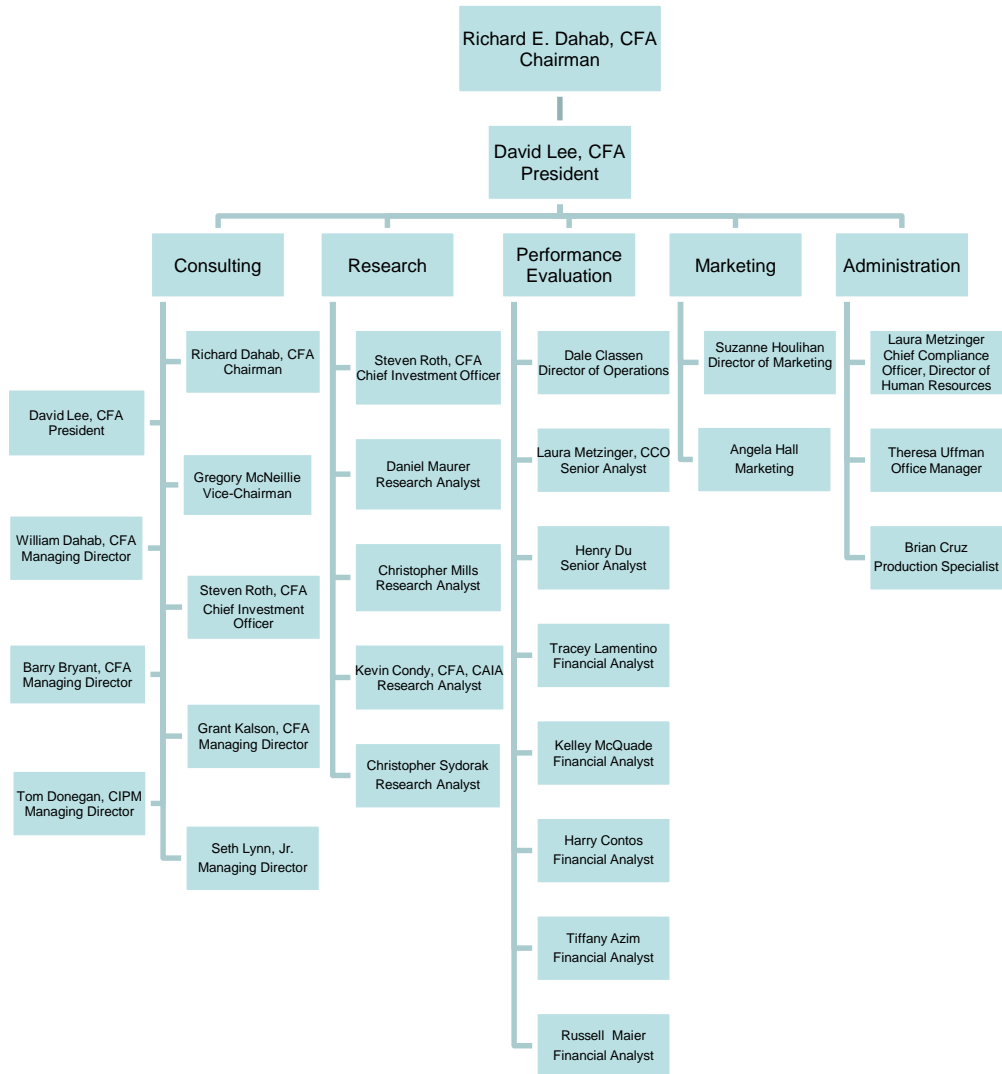 Richard E. Dahab, CFA
Chairman
David Lee, CFA
President
Consulting
Richard Dahab, CFA
Chairman
David Lee, CFA
President
Gregory McNeillie
Vice-Chairman
William Dahab, CFA
Managing Director
Steven Roth, CFA
Chief Investment
Officer
Barry Bryant, CFA
Managing Director
Grant Kalson, CFA
Managing Director
Tom Donegan, CIPM
Managing Director
Seth Lynn, Jr.
Managing Director
Research
Steven Roth, CFA
Chief Investment Officer
Daniel Maurer
Research Analyst
Christopher Mills
Research Analyst
Kevin Condy, CFA, CAIA
Research Analyst
Christopher Sydorak
Research Analyst
Performance
Evaluation
Dale Classen
Director of Operations
Laura Metzinger, CCO
Senior Analyst
Henry Du
Senior Analyst
Tracey Lamentino
Financial Analyst
Kelley McQuade
Financial Analyst
Harry Contos
Financial Analyst
Tiffany Azim
Financial Analyst
Russell Maier
Financial Analyst
Marketing
Suzanne Houlihan
Director of Marketing
Angela Hall
Marketing
Administration
Laura Metzinger
Chief Compliance
Officer, Director of
Human Resources
Theresa Uffman
Office Manager
Brian Cruz
Production Specialist